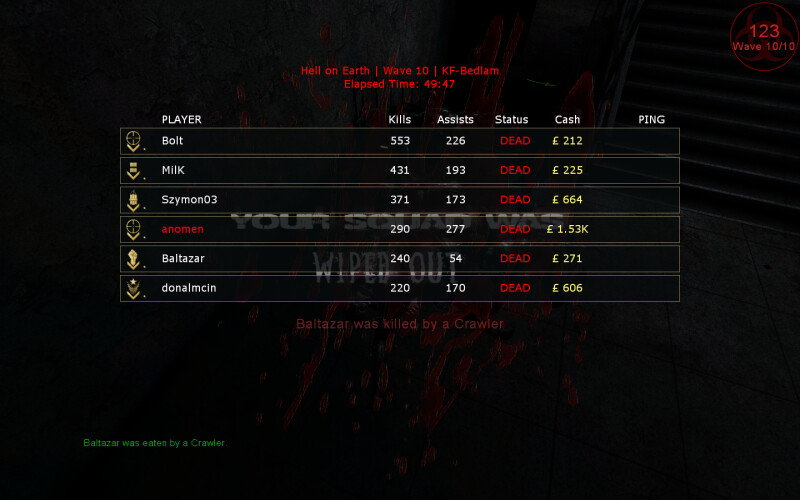 123
Wave 10/10
Hell on Earth | Wave 10 | KF-Bedlam
Elapsed Time: 49:47
PLAYER Kills Assists Status Cash PING
Bolt 553 226 DEAD £ 212
MilK 431 193 DEAD £ 225
Szymon03 371 173 DEAD £ 664
YOUR SQUAD WAS
anomen 290 277 DEAD £ 1.53K
Baltazar 240 54 DEAD £ 271
WIPED OUT
donalmcin 220 170 DEAD £ 606
Baltazar was killed by a Crawler
Baltazar was eaten by a Crawler.